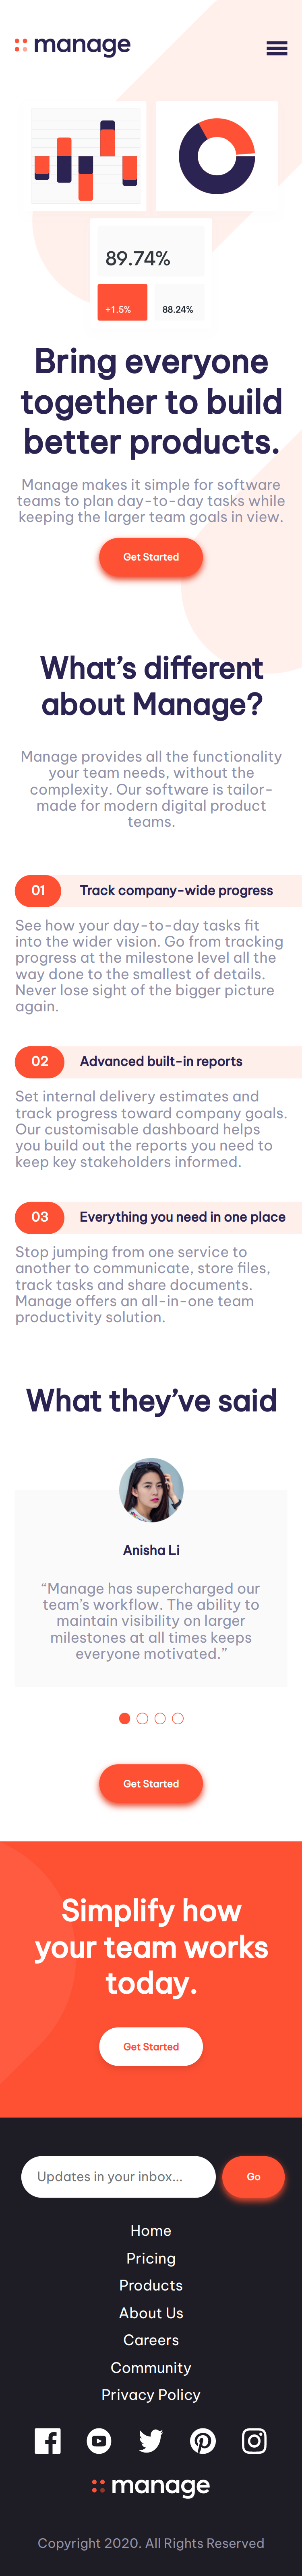 manage
89.74%
+1.5%
88.24%
Bring everyone
together to build
better products.
Manage makes it simple for software
teams to plan day-to-day tasks while
keeping the larger team goals in view.
Get Started
What’s different
about Manage?
Manage provides all the functionality
your team needs, without the
complexity. Our software is tailor-
made for modern digital product
teams.
01 Track company-wide progress
See how your day-to-day tasks fit
into the wider vision. Go from tracking
progress at the milestone level all the
way done to the smallest of details.
Never lose sight of the bigger picture
again.
02 Advanced built-in reports
Set internal delivery estimates and
track progress toward company goals.
Our customisable dashboard helps
you build out the reports you need to
keep key stakeholders informed.
03 Everything you need in one place
Stop jumping from one service to
another to communicate, store files,
track tasks and share documents.
Manage offers an all-in-one team
productivity solution.
What they’ve said
Anisha Li
“Manage has supercharged our
team’s workflow. The ability to
maintain visibility on larger
milestones at all times keeps
everyone motivated.”
Get Started
Simplify how
your team works
today.
Get Started
Updates in your inbox...
Go
Home
Pricing
Products
About Us
Careers
Community
Privacy Policy
manage
Copyright 2020. All Rights Reserved